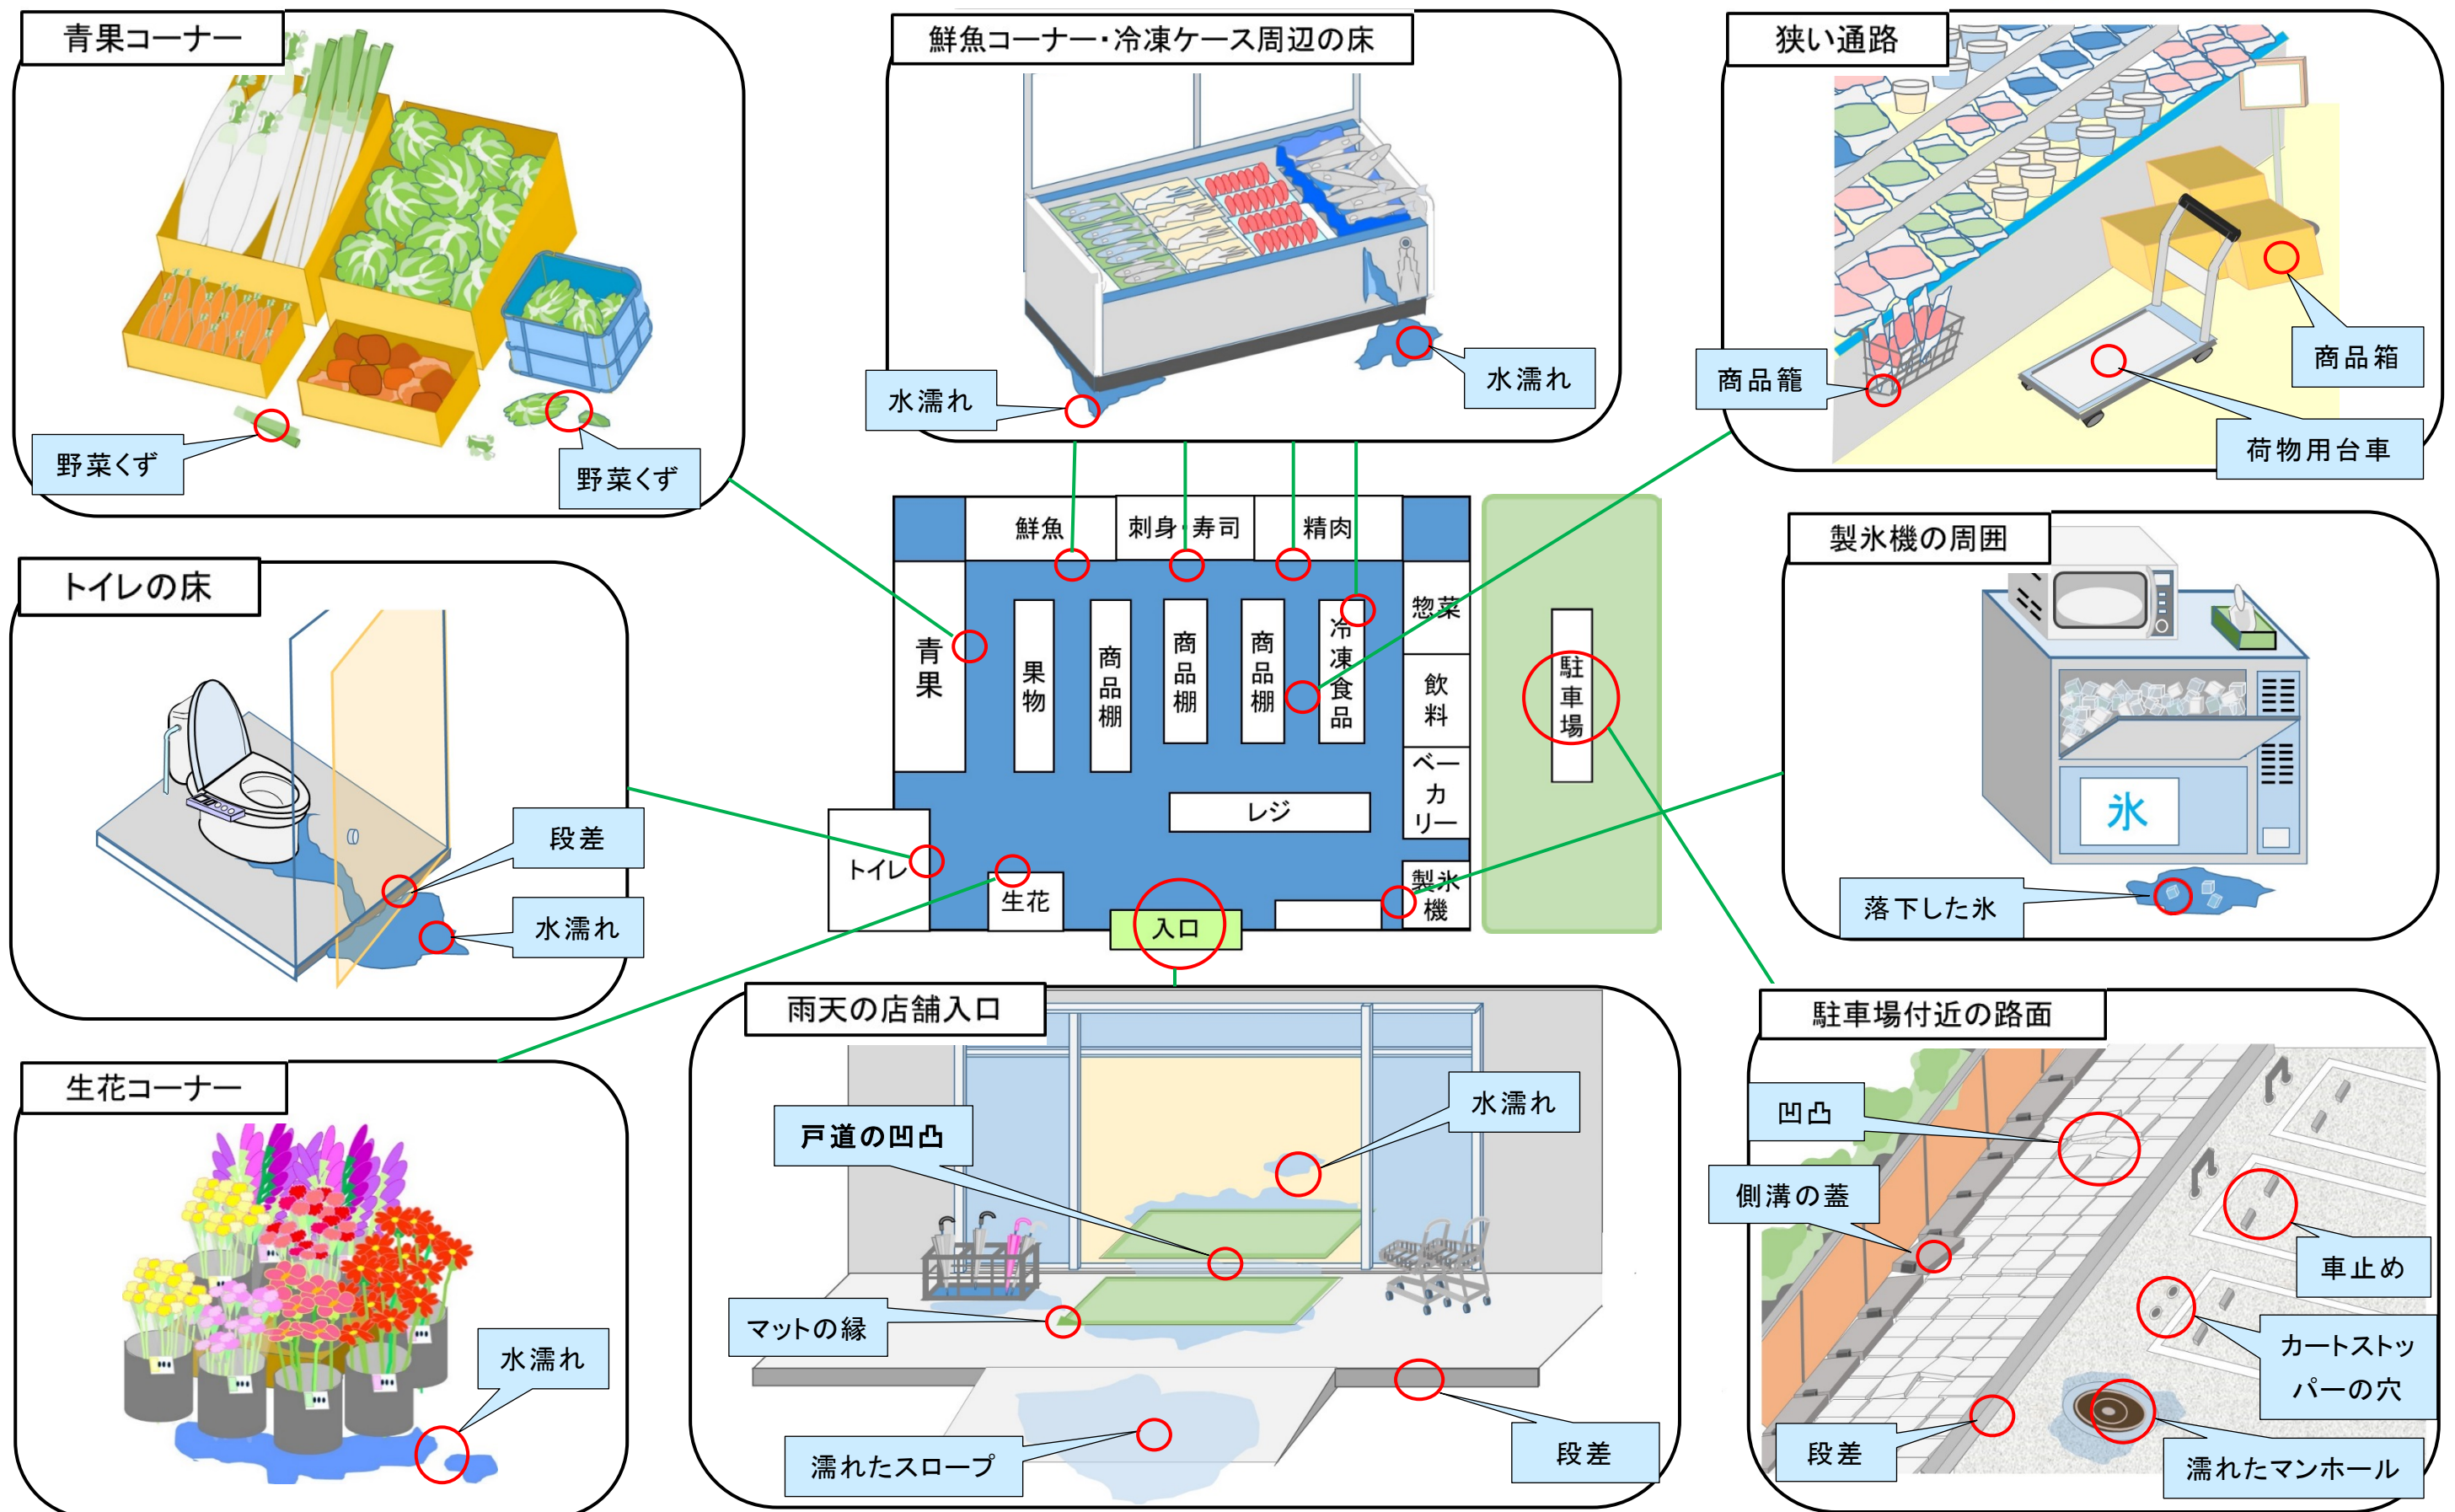 青果コーナー
野菜くず
野菜くず
鮮魚コーナー・冷凍ケース周辺の床
水濡れ
水濡れ
狭い通路
商品籠
商品箱
荷物用台車
トイレの床
段差
水濡れ
鮮魚
刺身・寿司
精肉
青果
果物
商品棚
商品棚
商品棚
冷凍食品
惣菜
飲料
ベーカリー
レジ
トイレ
生花
入口
製氷機
駐車場
製氷機の周囲
氷
落下した氷
生花コーナー
水濡れ
雨天の店舗入口
戸道の凹凸
水濡れ
マットの縁
濡れたスロープ
段差
駐車場付近の路面
凹凸
側溝の蓋
車止め
カートストッ
パーの穴
段差
濡れたマンホール